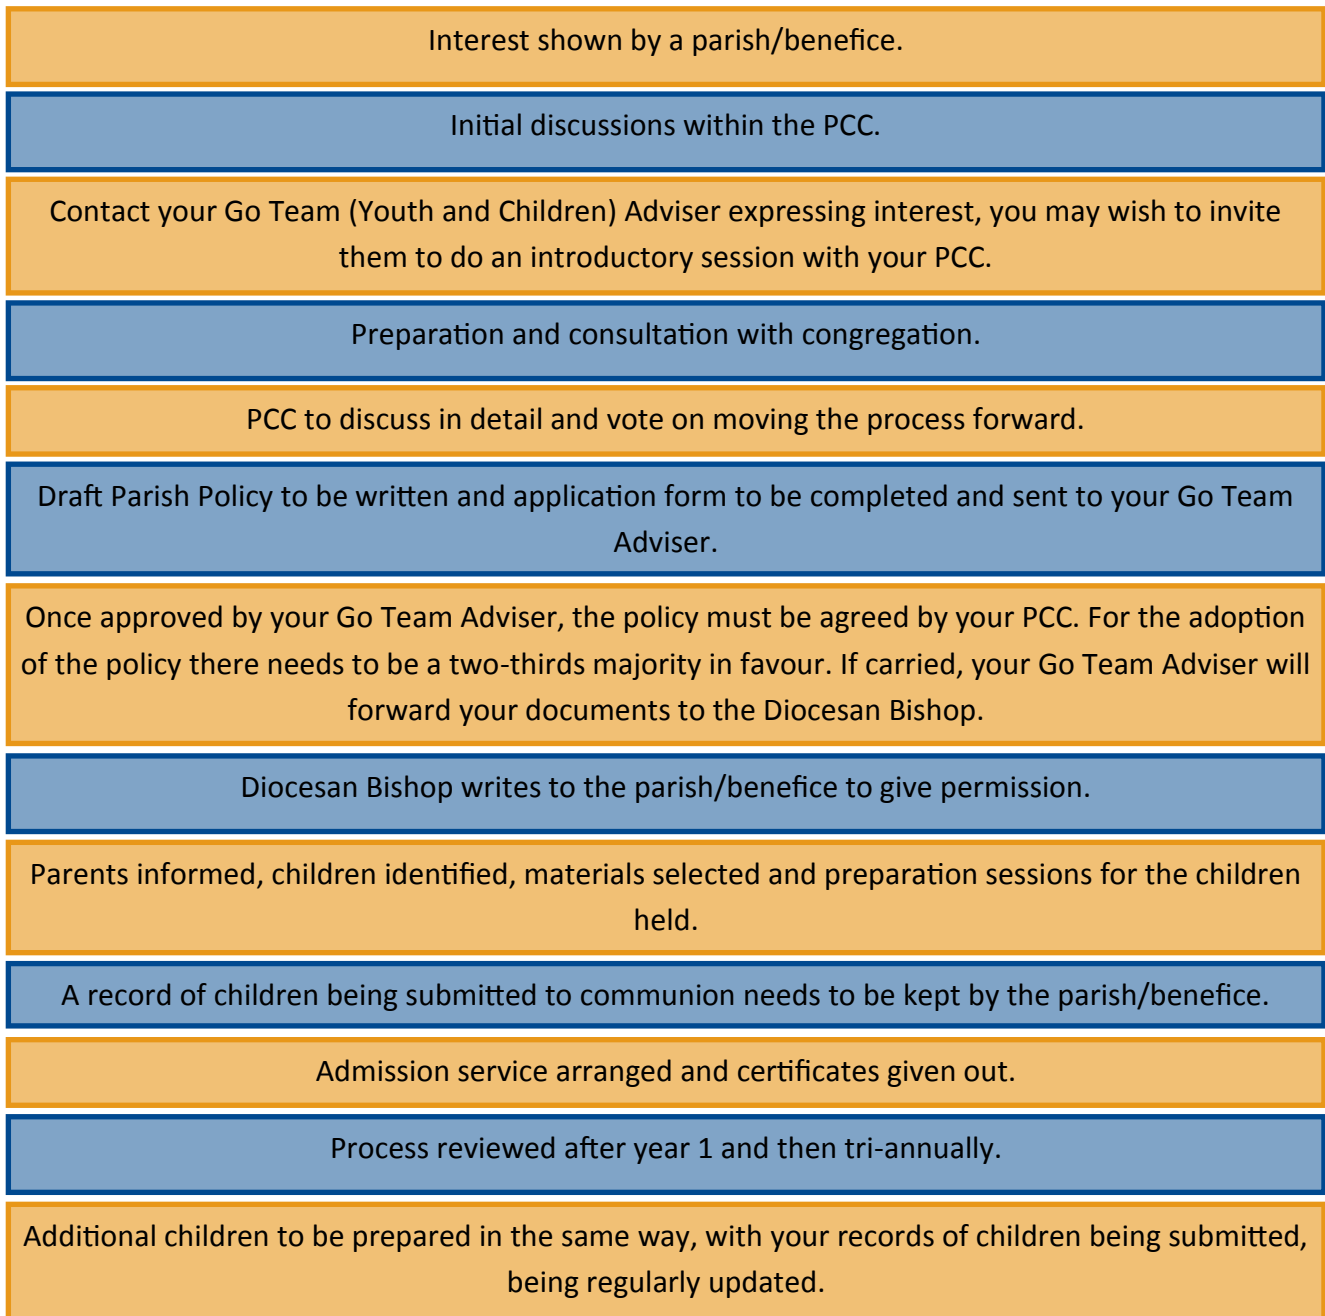 Interest shown by a parish/benefice.
Initial discussions within the PCC.
Contact your Go Team (Youth and Children) Adviser expressing interest, you may wish to invite
them to do an introductory session with your PCC.
Preparation and consultation with congregation.
PCC to discuss in detail and vote on moving the process forward.
Draft Parish Policy to be written and application form to be completed and sent to your Go Team
Adviser.
Once approved by your Go Team Adviser, the policy must be agreed by your PCC. For the adoption
of the policy there needs to be a two-thirds majority in favour. If carried, your Go Team Adviser will
forward your documents to the Diocesan Bishop.
Diocesan Bishop writes to the parish/benefice to give permission.
Parents informed, children identified, materials selected and preparation sessions for the children
held.
A record of children being submitted to communion needs to be kept by the parish/benefice.
Admission service arranged and certificates given out.
Process reviewed after year 1 and then tri-annually.
Additional children to be prepared in the same way, with your records of children being submitted,
being regularly updated.